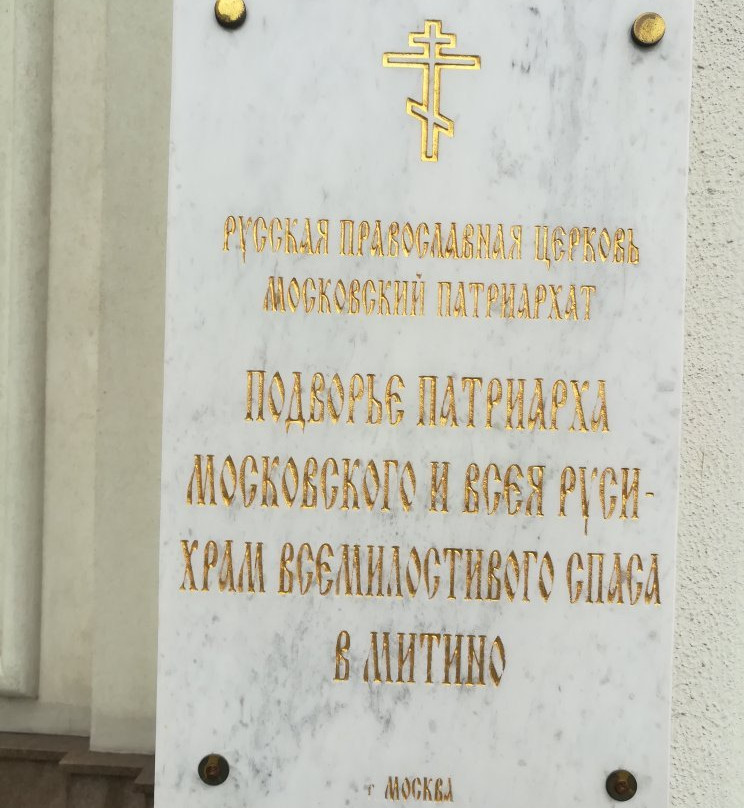 РУССКАЯ ПРАВОСЛАВНАЯ ЦЕРКОВЬ
МОСКОВСКИЙ ПАТРИАРХАТ
ПОДВОРЬЕ ПАТРИАРХА
МОСКОВСКОГО И ВСЕЯ РУСИ-
ХРАМ ВСЕМИЛОСТИВОГО СПАСА
В МИТИНО
г МОСКВА